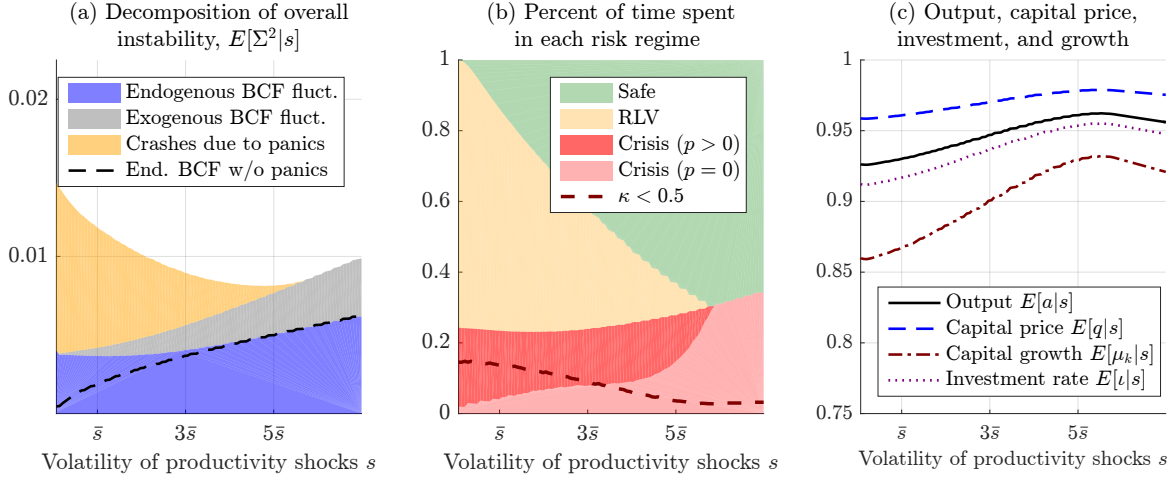 (a) Decomposition of overall
instability, E[Σ²|s]
0.02
0.01
Endogenous BCF fluct.
Exogenous BCF fluct.
Crashes due to panics
End. BCF w/o panics
s̄
3s
5s
Volatility of productivity shocks s
(b) Percent of time spent
in each risk regime
1
0.8
0.6
0.4
0.2
0
Safe
RLV
Crisis (p > 0)
Crisis (p = 0)
κ < 0.5
s̄
3s
5s
Volatility of productivity shocks s
(c) Output, capital price,
investment, and growth
1
0.95
0.9
0.85
0.8
0.75
Output E[a|s]
Capital price E[q|s]
Capital growth E[μₖ|s]
Investment rate E[ι|s]
s̄
3s
5s
Volatility of productivity shocks s